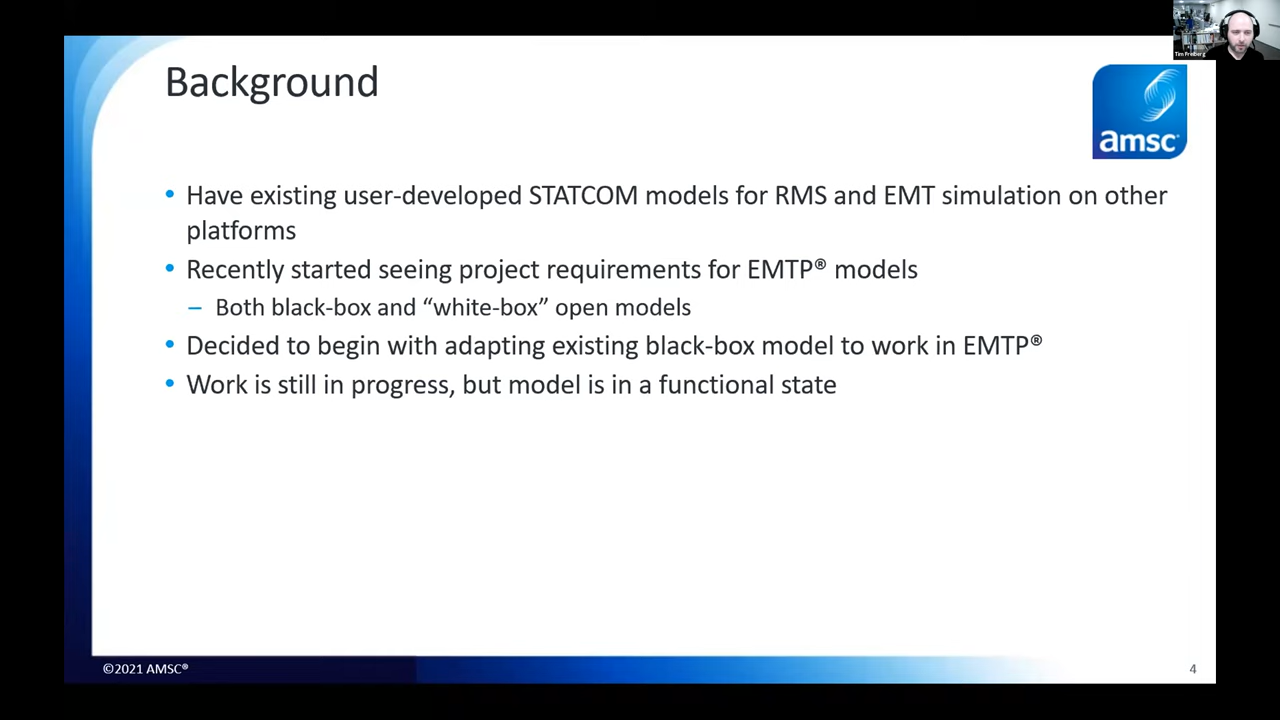 Tim Freiberg
Background
amsc
• Have existing user-developed STATCOM models for RMS and EMT simulation on other
platforms
• Recently started seeing project requirements for EMTP® models
– Both black-box and “white-box” open models
• Decided to begin with adapting existing black-box model to work in EMTP®
• Work is still in progress, but model is in a functional state
©2021 AMSC®
4